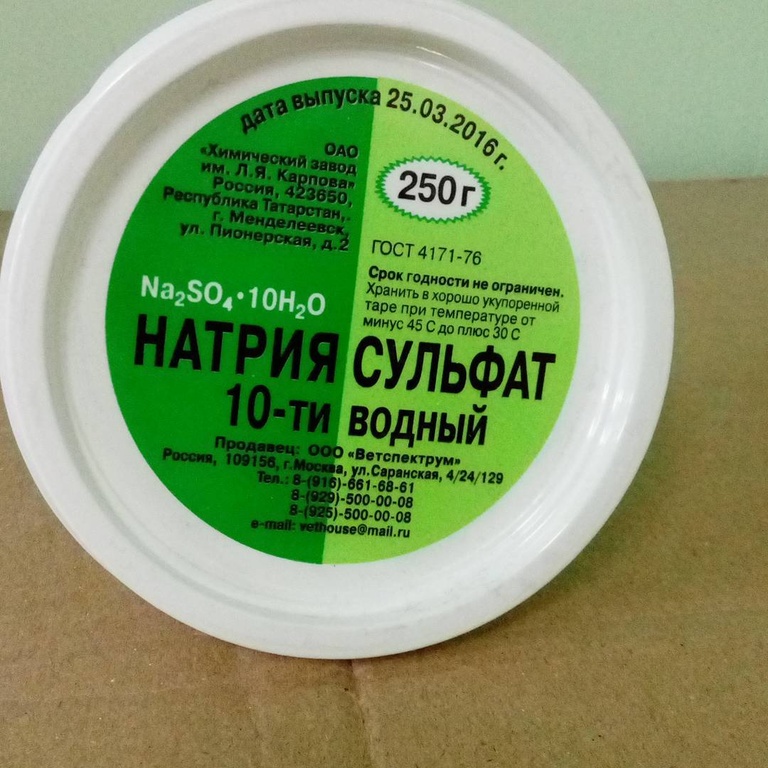 дата выпуска 25.03.2016 г.
ОАО
«Химический завод
им. Л.Я. Карпова»
Россия, 423650,
Республика Татарстан,.
г. Менделеевск,
ул. Пионерская, д.2
250 г
ГОСТ 4171-76
Срок годности не ограничен.
Хранить в хорошо укупоренной
таре при температуре от
минус 45 С до плюс 30 С
Na₂SO₄·10H₂O
НАТРИЯ СУЛЬФАТ
10-ти водный
Продавец: ООО «Ветспектрум»
Россия, 109156, г.Москва, ул.Саранская, 4/24/129
Тел.: 8-(916)-661-68-61
8-(929)-500-00-08
8-(925)-500-00-08
e-mail: vethouse@mail.ru